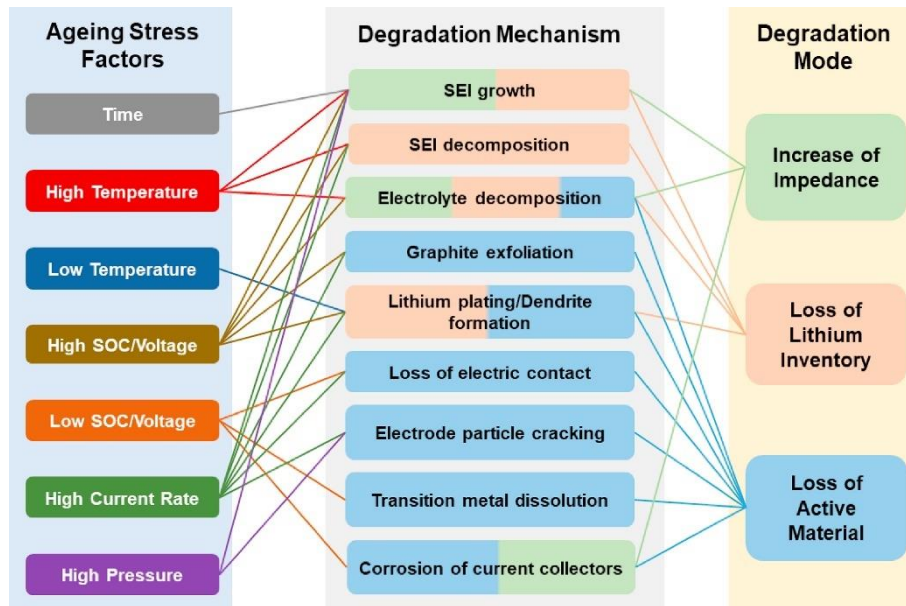 Ageing Stress
Factors
Time
High Temperature
Low Temperature
High SOC/Voltage
Low SOC/Voltage
High Current Rate
High Pressure
Degradation Mechanism
SEI growth
SEI decomposition
Electrolyte decomposition
Graphite exfoliation
Lithium plating/Dendrite
formation
Loss of electric contact
Electrode particle cracking
Transition metal dissolution
Corrosion of current collectors
Degradation
Mode
Increase of
Impedance
Loss of
Lithium
Inventory
Loss of
Active
Material